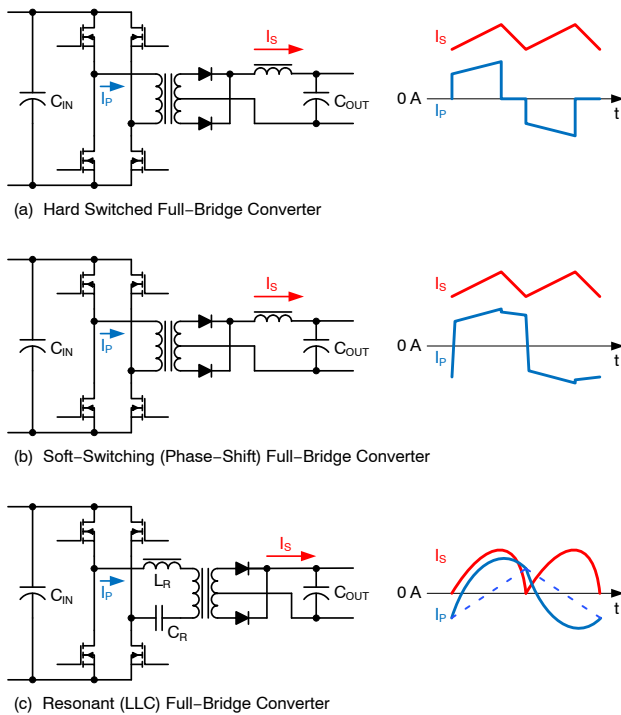 I_S
I_P
C_IN
C_OUT
I_S
0 A
I_P
t
(a) Hard Switched Full−Bridge Converter
I_S
I_P
C_IN
C_OUT
I_S
0 A
I_P
t
(b) Soft-Switching (Phase-Shift) Full-Bridge Converter
I_S
I_P
L_R
C_IN
C_R
C_OUT
I_S
0 A
I_P
t
(c) Resonant (LLC) Full-Bridge Converter